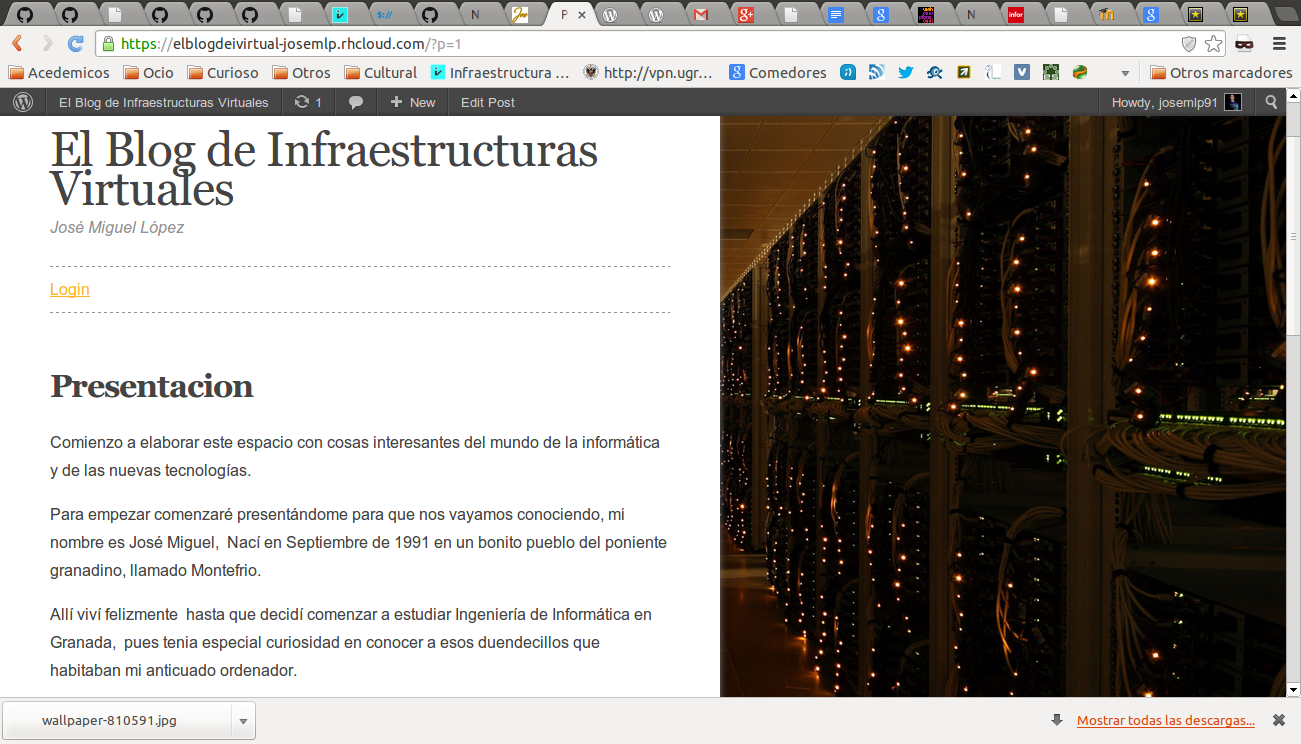 N
P
N
infor
https://elblogdeivirtual-josemlp.rhcloud.com/?p=1
Acedemicos Ocio Curioso Otros Cultural Infraestructura ... http://vpn.ugr... Comedores Otros marcadores
El Blog de Infraestructuras Virtuales 1 New Edit Post Howdy, josemlp91
El Blog de Infraestructuras
Virtuales
José Miguel López
Login
Presentacion
Comienzo a elaborar este espacio con cosas interesantes del mundo de la informática
y de las nuevas tecnologías.
Para empezar comenzaré presentándome para que nos vayamos conociendo, mi
nombre es José Miguel, Nací en Septiembre de 1991 en un bonito pueblo del poniente
granadino, llamado Montefrio.
Allí viví felizmente hasta que decidí comenzar a estudiar Ingeniería de Informática en
Granada, pues tenia especial curiosidad en conocer a esos duendecillos que
habitaban mi anticuado ordenador.
wallpaper-810591.jpg Mostrar todas las descargas...